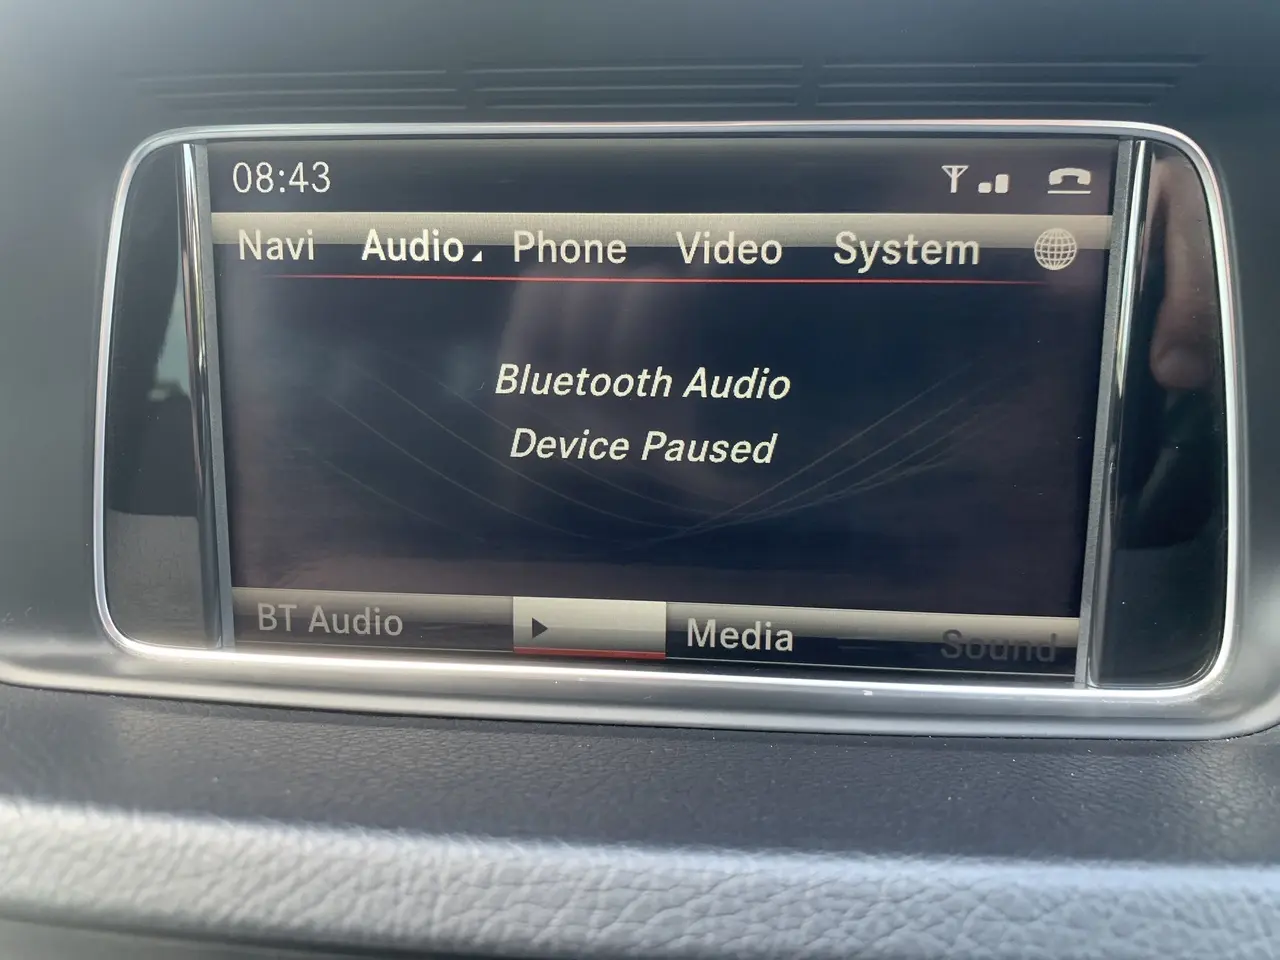 08:43
Navi Audio Phone Video System
Bluetooth Audio
Device Paused
BT Audio Media Sound